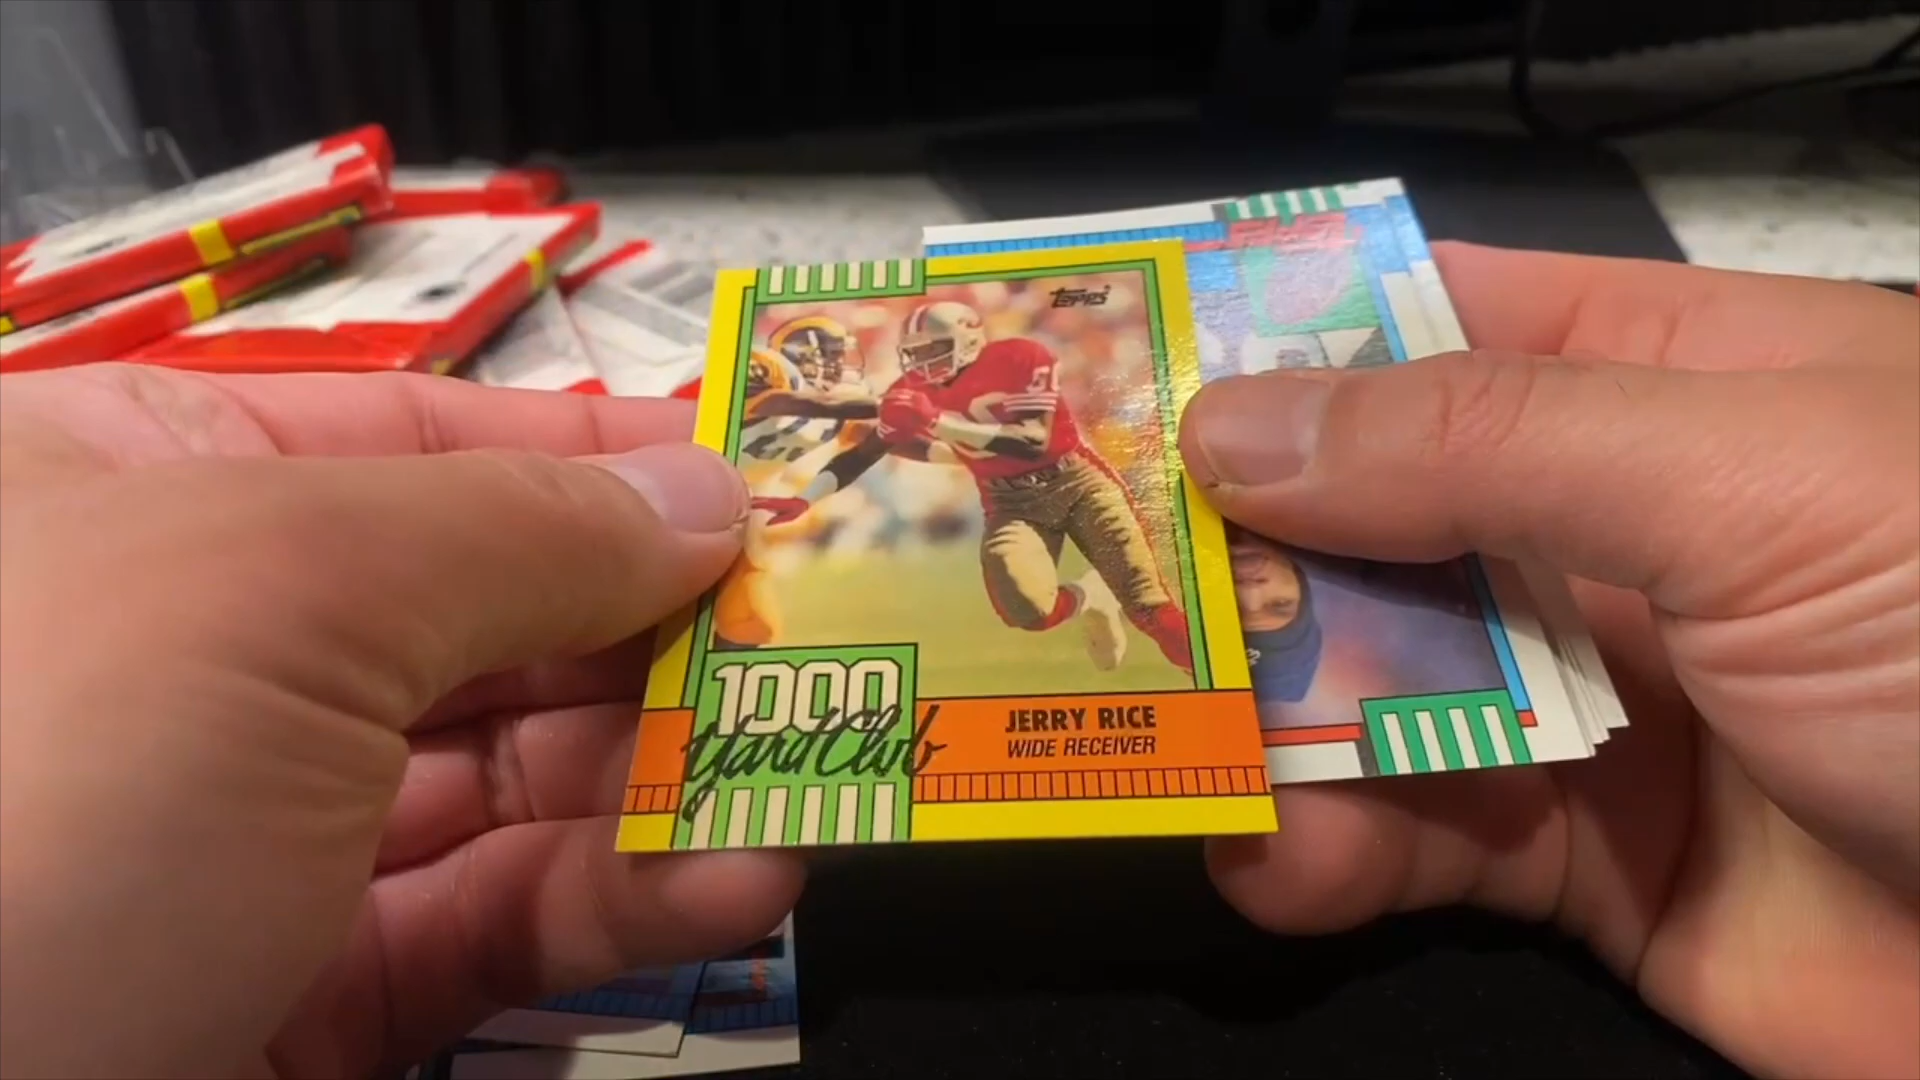 Topps
1000
Yard Club
JERRY RICE
WIDE RECEIVER